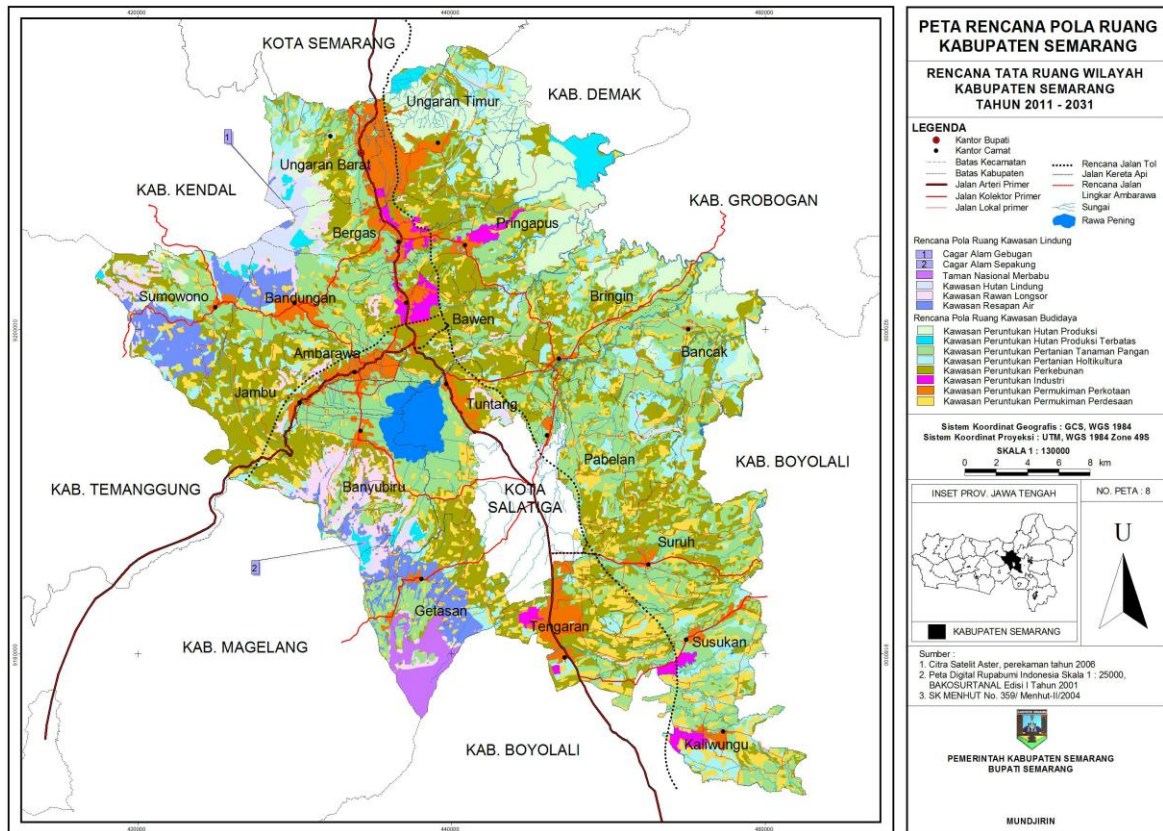 420000
440000
460000
KOTA SEMARANG
KAB. DEMAK
Ungaran Timur
1
Ungaran Barat
KAB. KENDAL
KAB. GROBOGAN
Pringapus
Bergas
Sumowono
Bandungan
Bringin
Bawen
Bancak
Ambarawa
Jambu
Tuntang
Pabelan
KAB. BOYOLALI
KAB. TEMANGGUNG
Banyubiru
KOTA
SALATIGA
2
Suruh
Getasan
Tengaran
Susukan
KAB. MAGELANG
Kaliwungu
KAB. BOYOLALI
420000
440000
460000
PETA RENCANA POLA RUANG
KABUPATEN SEMARANG
RENCANA TATA RUANG WILAYAH
KABUPATEN SEMARANG
TAHUN 2011 - 2031
LEGENDA
Kantor Bupati
Kantor Camat
Batas Kecamatan
Batas Kabupaten
Jalan Arteri Primer
Jalan Kolektor Primer
Jalan Lokal primer
Rencana Jalan Tol
Jalan Kereta Api
Rencana Jalan
Lingkar Ambarawa
Sungai
Rawa Pening
Rencana Pola Ruang Kawasan Lindung
1 Cagar Alam Gebugan
2 Cagar Alam Sepakung
Taman Nasional Merbabu
Kawasan Hutan Lindung
Kawasan Rawan Longsor
Kawasan Resapan Air
Rencana Pola Ruang Kawasan Budidaya
Kawasan Peruntukan Hutan Produksi
Kawasan Peruntukan Hutan Produksi Terbatas
Kawasan Peruntukan Pertanian Tanaman Pangan
Kawasan Peruntukan Pertanian Holtikultura
Kawasan Peruntukan Perkebunan
Kawasan Peruntukan Industri
Kawasan Peruntukan Permukiman Perkotaan
Kawasan Peruntukan Permukiman Perdesaan
Sistem Koordinat Geografis : GCS, WGS 1984
Sistem Koordinat Proyeksi : UTM, WGS 1984 Zone 49S
SKALA 1 : 130000
0 2 4 8 km
INSET PROV. JAWA TENGAH
NO. PETA : 8
U
KABUPATEN SEMARANG
Sumber :
1. Citra Satelit Aster, perekaman tahun 2006
2. Peta Digital Rupabumi Indonesia Skala 1 : 25000,
BAKOSURTANAL Edisi I Tahun 2001
3. SK MENHUT No. 359/ Menhut-II/2004
PEMERINTAH KABUPATEN SEMARANG
BUPATI SEMARANG
MUNDJIRIN